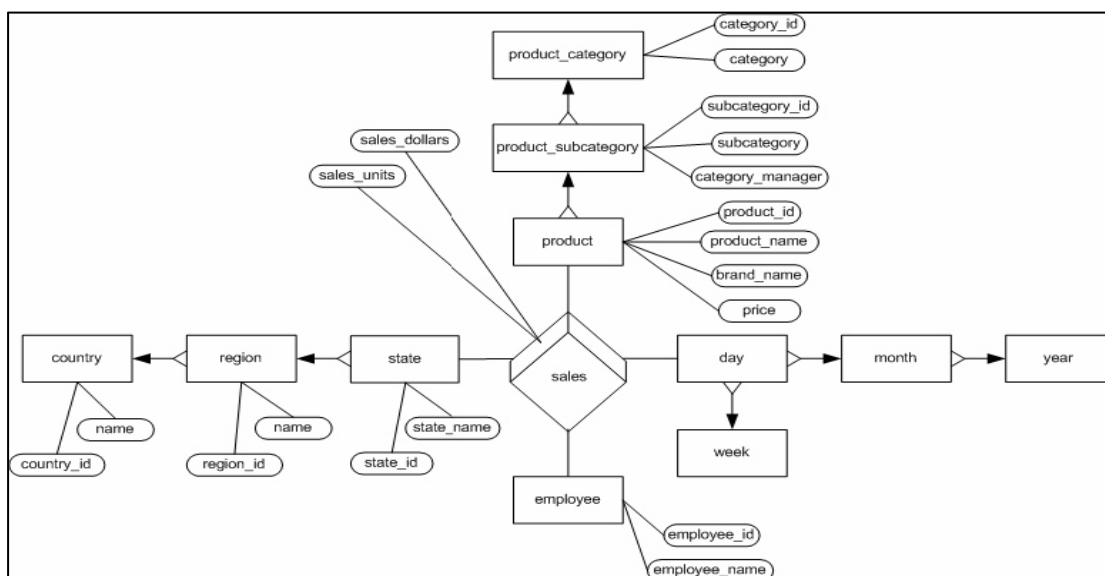 category_id
product_category
category
subcategory_id
sales_dollars
product_subcategory
subcategory
sales_units
category_manager
product_id
product
product_name
brand_name
price
country
region
state
sales
day
month
year
name
name
state_name
country_id
region_id
state_id
week
employee
employee_id
employee_name